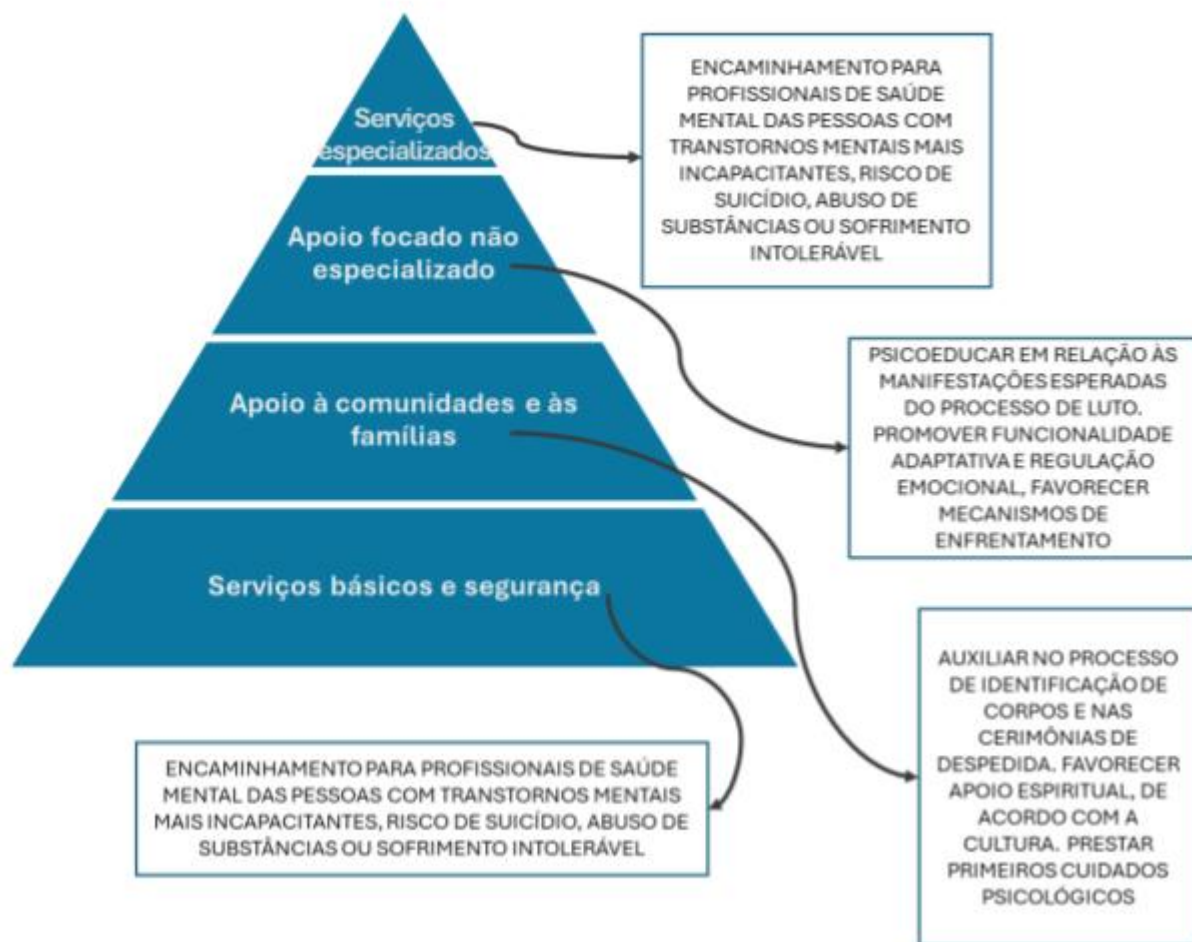 Serviços
especializados
ENCAMINHAMENTO PARA
PROFISSIONAIS DE SAÚDE
MENTAL DAS PESSOAS COM
TRANSTORNOS MENTAIS MAIS
INCAPACITANTES, RISCO DE
SUICÍDIO, ABUSO DE
SUBSTÂNCIAS OU SOFRIMENTO
INTOLERÁVEL
Apoio focado não
especializado
PSICOEDUCAR EM RELAÇÃO ÀS
MANIFESTAÇÕES ESPERADAS
DO PROCESSO DE LUTO.
PROMOVER FUNCIONALIDADE
ADAPTATIVA E REGULAÇÃO
EMOCIONAL, FAVORECER
MECANISMOS DE
ENFRENTAMENTO
Apoio à comunidades e às
famílias
AUXILIAR NO PROCESSO
DE IDENTIFICAÇÃO DE
CORPOS E NAS
CERIMÔNIAS DE
DESPEDIDA. FAVORECER
APOIO ESPIRITUAL, DE
ACORDO COM A
CULTURA. PRESTAR
PRIMEIROS CUIDADOS
PSICOLÓGICOS
Serviços básicos e segurança
ENCAMINHAMENTO PARA PROFISSIONAIS DE SAÚDE
MENTAL DAS PESSOAS COM TRANSTORNOS MENTAIS
MAIS INCAPACITANTES, RISCO DE SUICÍDIO, ABUSO DE
SUBSTÂNCIAS OU SOFRIMENTO INTOLERÁVEL